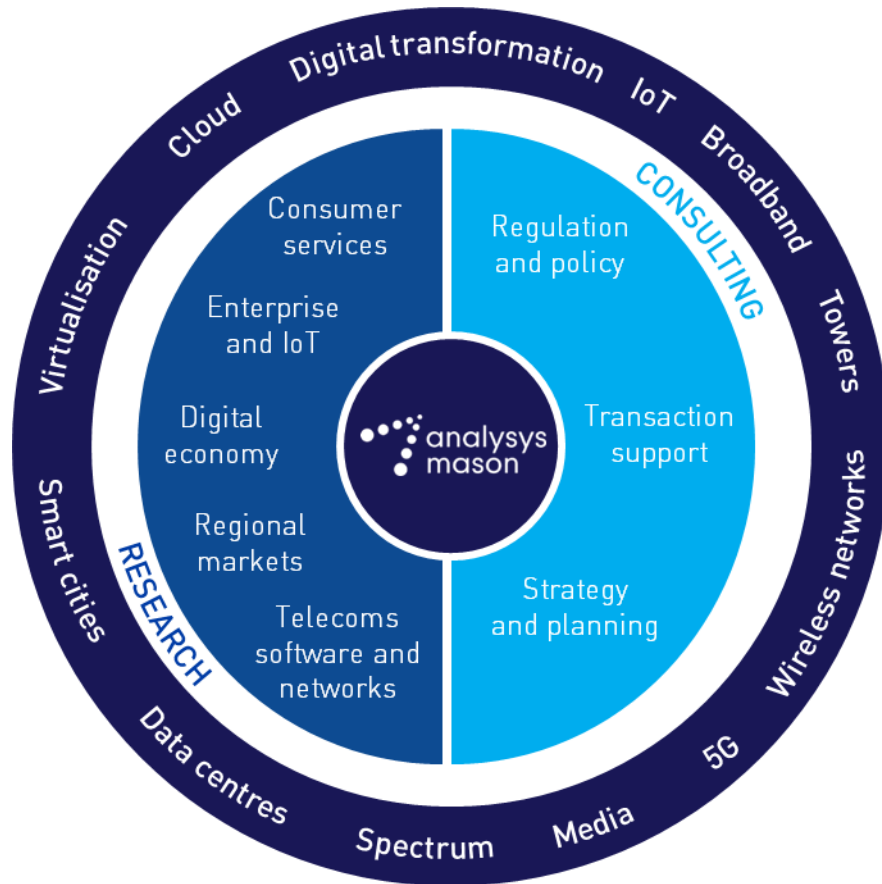 Digital transformation
IoT
Broadband
Towers
Wireless networks
5G
Media
Spectrum
Data centres
Smart cities
Virtualisation
Cloud
CONSULTING
RESEARCH
Consumer
services
Enterprise
and IoT
Digital
economy
Regional
markets
Telecoms
software and
networks
Regulation
and policy
Transaction
support
Strategy
and planning
analysys
mason